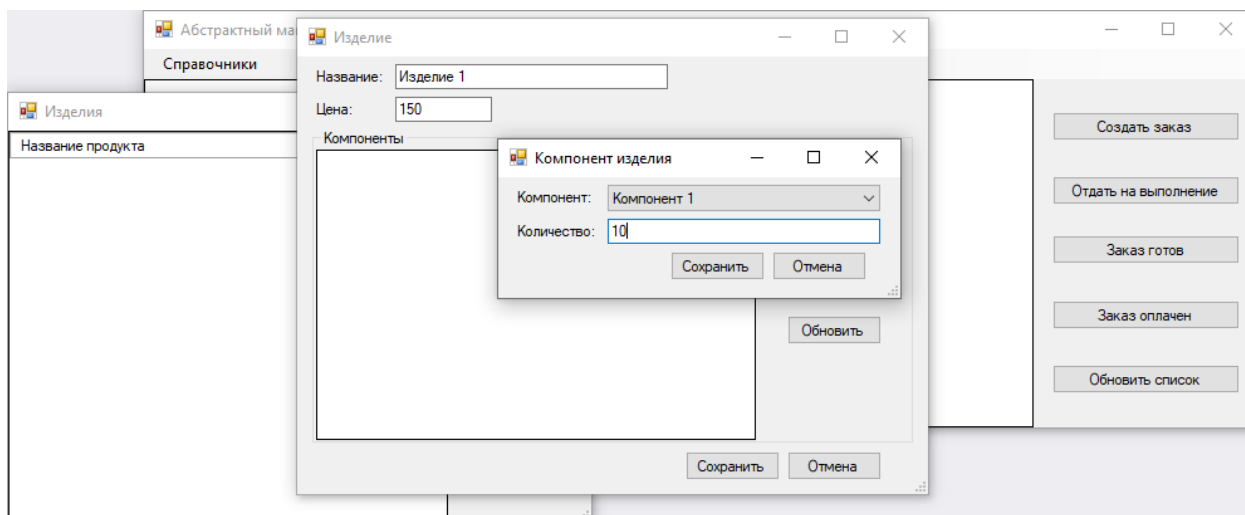 Абстрактный ма
Справочники
Создать заказ
Отдать на выполнение
Заказ готов
Заказ оплачен
Обновить список
Изделия
Название продукта
Изделие
Название: Изделие 1
Цена: 150
Компоненты
Обновить
Сохранить Отмена
Компонент изделия
Компонент: Компонент 1
Количество: 10
Сохранить Отмена